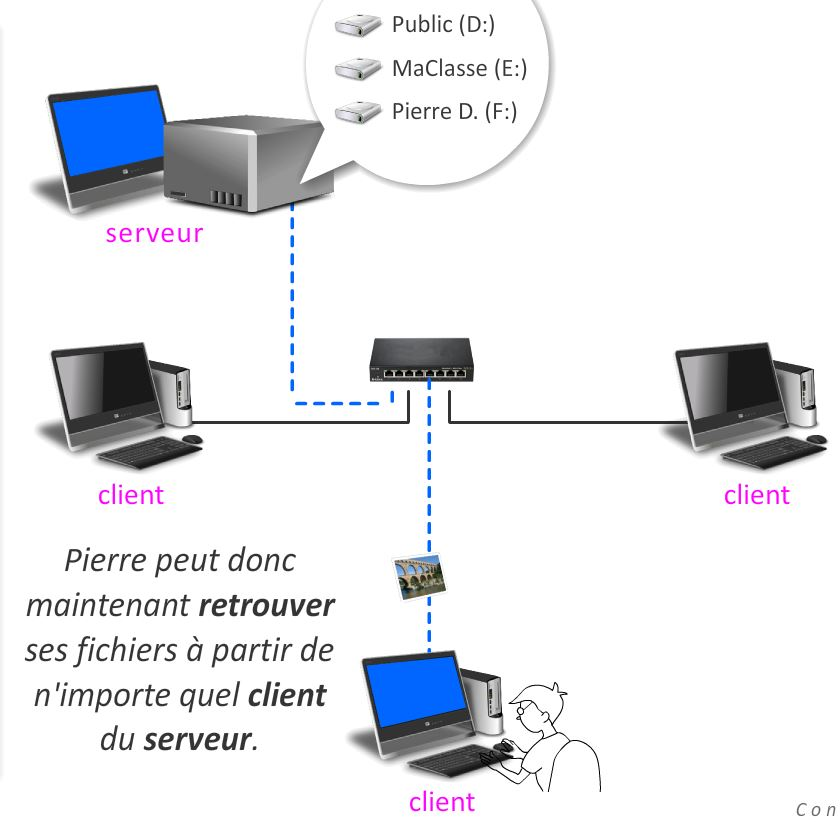 Public (D:)
MaClasse (E:)
Pierre D. (F:)
serveur
client
client
Pierre peut donc
maintenant retrouver
ses fichiers à partir de
n'importe quel client
du serveur.
client
Con